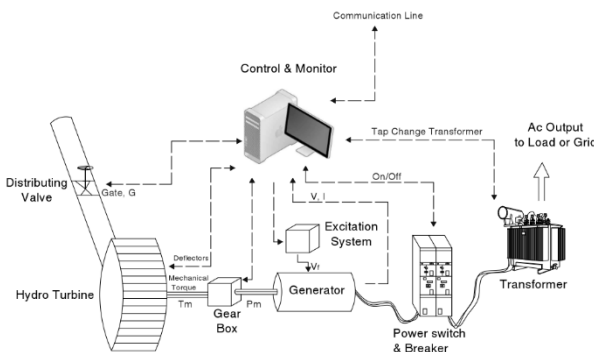 Communication Line
Control & Monitor
Tap Change Transformer
Ac Output
to Load or Grid
On/Off
Distributing
Valve
Gate, G
V, I
Excitation
System
Deflectors
Mechanical
Torque
Vf
Hydro Turbine
Tm
Pm
Generator
Transformer
Gear
Box
Power switch
& Breaker